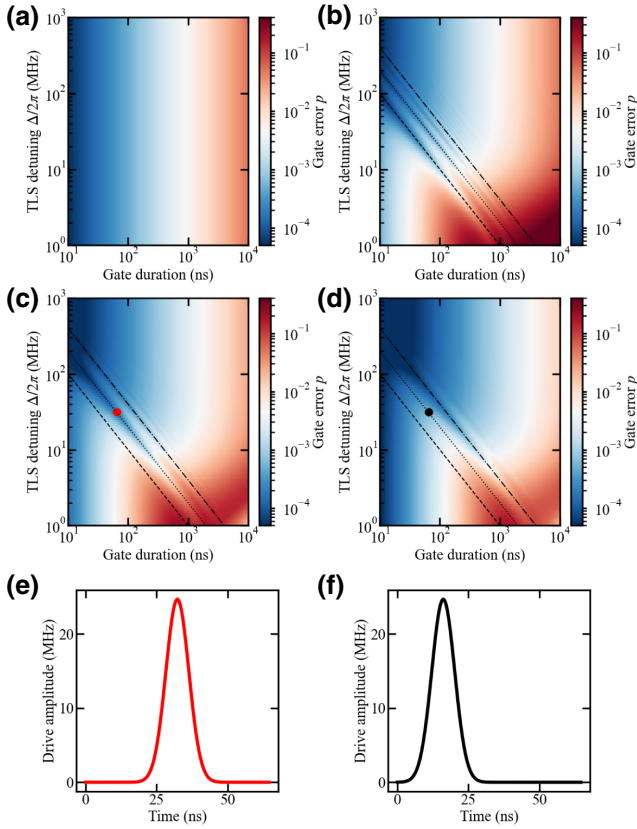 (a) (b)
TLS detuning Δ/2π (MHz) 10³ 10² 10¹ 10⁰ 10¹ 10² 10³ 10⁴ Gate duration (ns) 10⁻¹ 10⁻² 10⁻³ 10⁻⁴ Gate error p
TLS detuning Δ/2π (MHz) 10³ 10² 10¹ 10⁰ 10¹ 10² 10³ 10⁴ Gate duration (ns) 10⁻¹ 10⁻² 10⁻³ 10⁻⁴ Gate error p
(c) (d)
TLS detuning Δ/2π (MHz) 10³ 10² 10¹ 10⁰ 10¹ 10² 10³ 10⁴ Gate duration (ns) 10⁻¹ 10⁻² 10⁻³ 10⁻⁴ Gate error p
TLS detuning Δ/2π (MHz) 10³ 10² 10¹ 10⁰ 10¹ 10² 10³ 10⁴ Gate duration (ns) 10⁻¹ 10⁻² 10⁻³ 10⁻⁴ Gate error p
(e) (f)
Drive amplitude (MHz) 20 10 0 0 25 50 Time (ns)
Drive amplitude (MHz) 20 10 0 0 25 50 Time (ns)